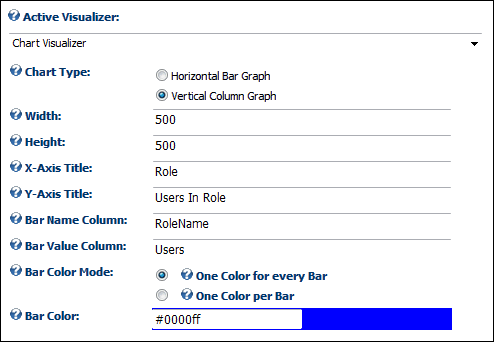 Active Visualizer:
Chart Visualizer
Chart Type: Horizontal Bar Graph
Vertical Column Graph
Width: 500
Height: 500
X-Axis Title: Role
Y-Axis Title: Users In Role
Bar Name Column: RoleName
Bar Value Column: Users
Bar Color Mode: One Color for every Bar
One Color per Bar
Bar Color: #0000ff